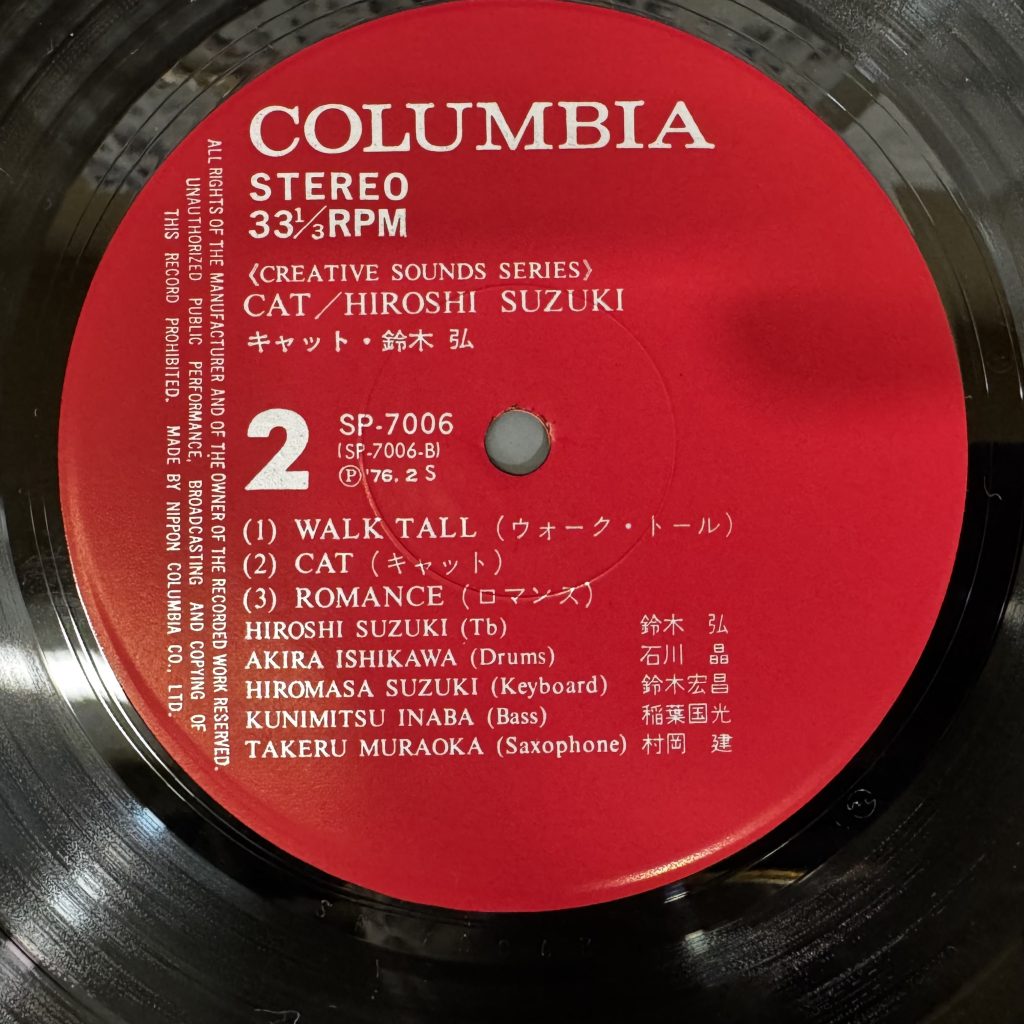 COLUMBIA
STEREO
33⅓RPM
《CREATIVE SOUNDS SERIES》
CAT/HIROSHI SUZUKI
キャット・鈴木 弘
2
SP-7006
(SP-7006-B)
Ⓟ '76. 2 S
(1) WALK TALL (ウォーク・トール)
(2) CAT (キャット)
(3) ROMANCE (ロマンス)
HIROSHI SUZUKI (Tb) 鈴木 弘
AKIRA ISHIKAWA (Drums) 石川 晶
HIROMASA SUZUKI (Keyboard) 鈴木宏昌
KUNIMITSU INABA (Bass) 稲葉国光
TAKERU MURAOKA (Saxophone) 村岡 建
ALL RIGHTS OF THE MANUFACTURER AND OF THE OWNER OF THE RECORDED WORK RESERVED.
UNAUTHORIZED PUBLIC PERFORMANCE, BROADCASTING AND COPYING OF
THIS RECORD PROHIBITED. MADE BY NIPPON COLUMBIA CO., LTD.